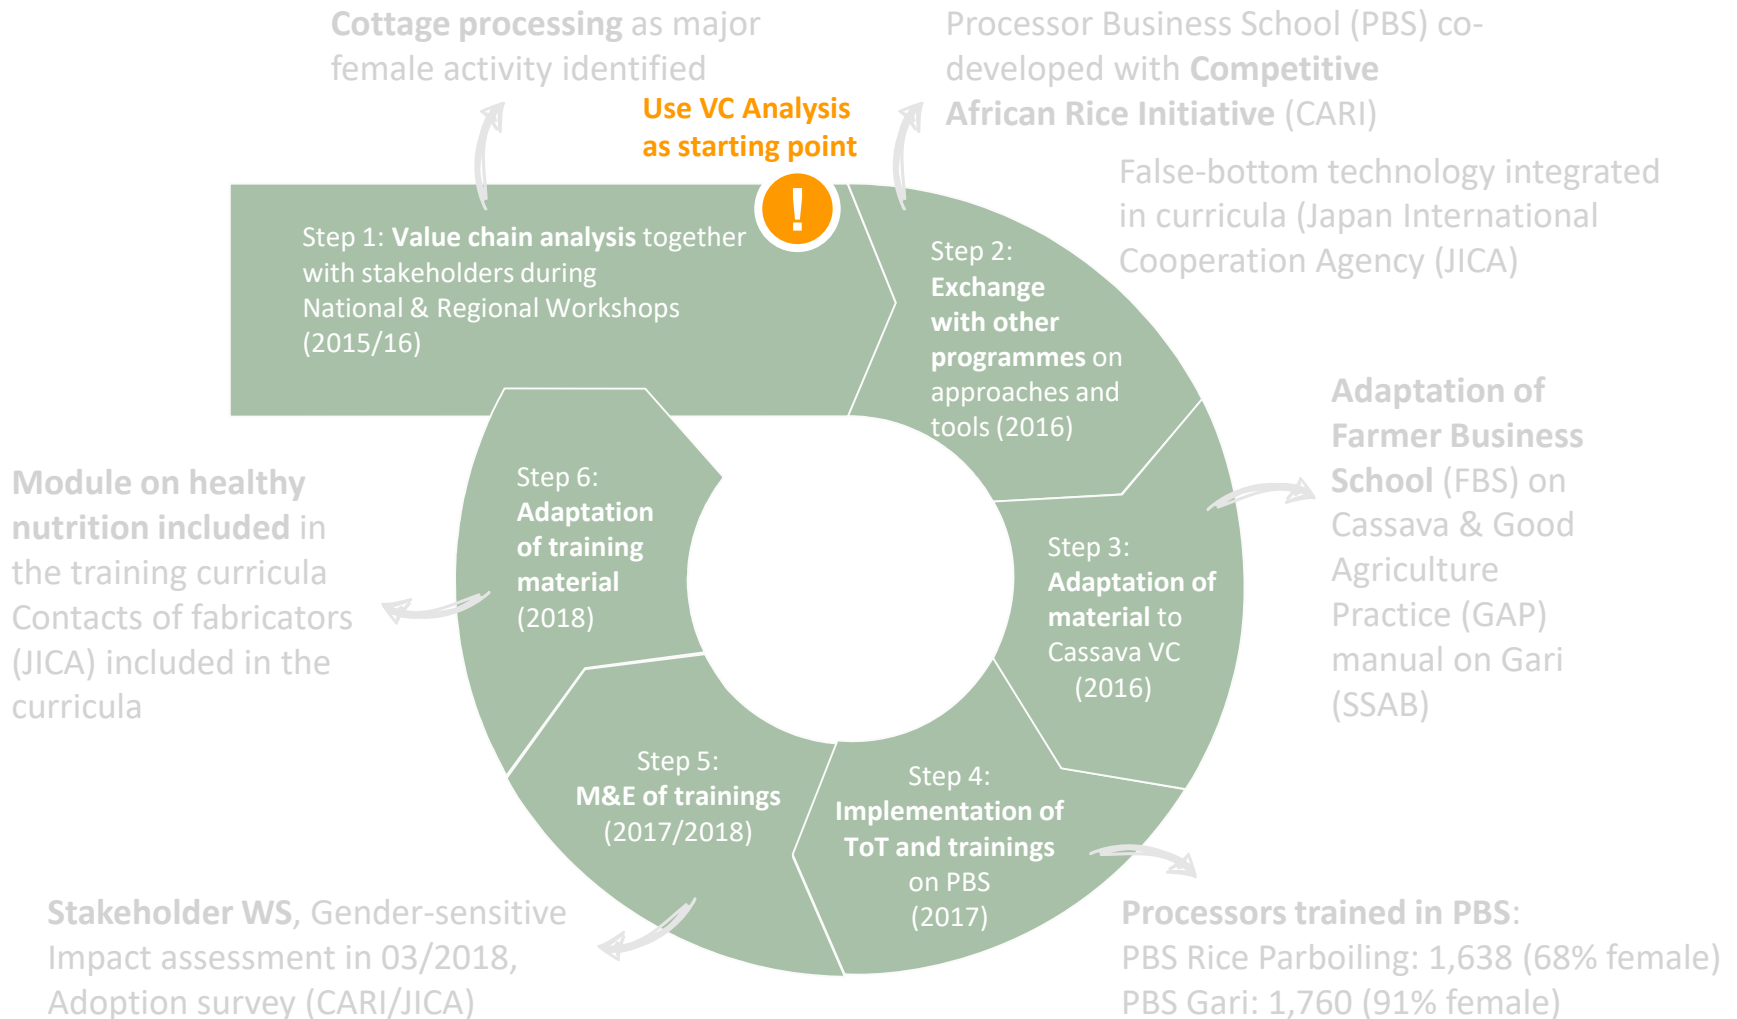 Cottage processing as major
female activity identified
Processor Business School (PBS) co-
developed with Competitive
African Rice Initiative (CARI)
Use VC Analysis
as starting point
!
False-bottom technology integrated
in curricula (Japan International
Cooperation Agency (JICA)
Step 1: Value chain analysis together
with stakeholders during
National & Regional Workshops
(2015/16)
Step 2:
Exchange
with other
programmes on
approaches and
tools (2016)
Adaptation of
Farmer Business
School (FBS) on
Cassava & Good
Agriculture
Practice (GAP)
manual on Gari
(SSAB)
Step 3:
Adaptation of
material to
Cassava VC
(2016)
Step 4:
Implementation of
ToT and trainings
on PBS
(2017)
Processors trained in PBS:
PBS Rice Parboiling: 1,638 (68% female)
PBS Gari: 1,760 (91% female)
Step 5:
M&E of trainings
(2017/2018)
Stakeholder WS, Gender-sensitive
Impact assessment in 03/2018,
Adoption survey (CARI/JICA)
Step 6:
Adaptation
of training
material
(2018)
Module on healthy
nutrition included in
the training curricula
Contacts of fabricators
(JICA) included in the
curricula